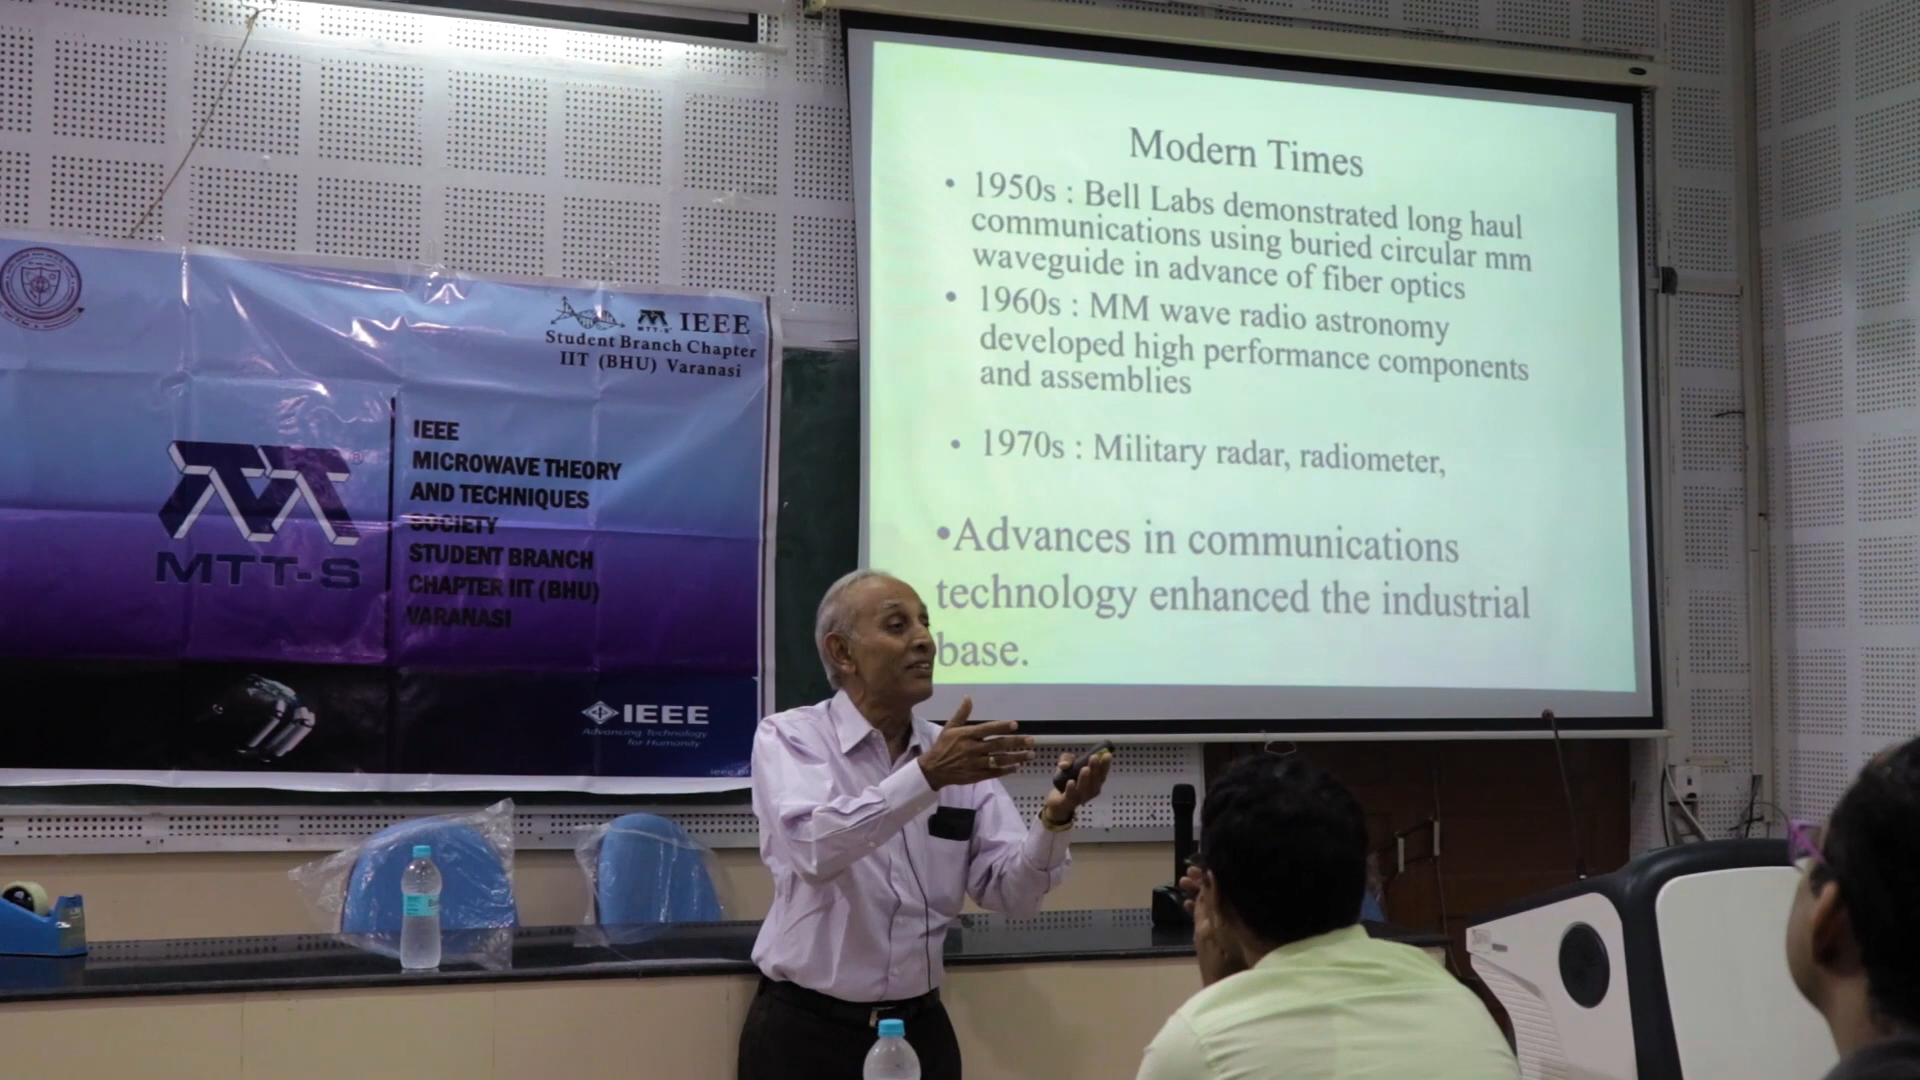 IEEE
MTT-S
Student Branch Chapter
IIT (BHU) Varanasi
IEEE
MICROWAVE THEORY
AND TECHNIQUES
SOCIETY
STUDENT BRANCH
CHAPTER IIT (BHU)
VARANASI
MTT-S
®
IEEE
Advancing Technology
for Humanity
Modern Times
• 1950s : Bell Labs demonstrated long haul
communications using buried circular mm
waveguide in advance of fiber optics
• 1960s : MM wave radio astronomy
developed high performance components
and assemblies
• 1970s : Military radar, radiometer,
•Advances in communications
technology enhanced the industrial
base.